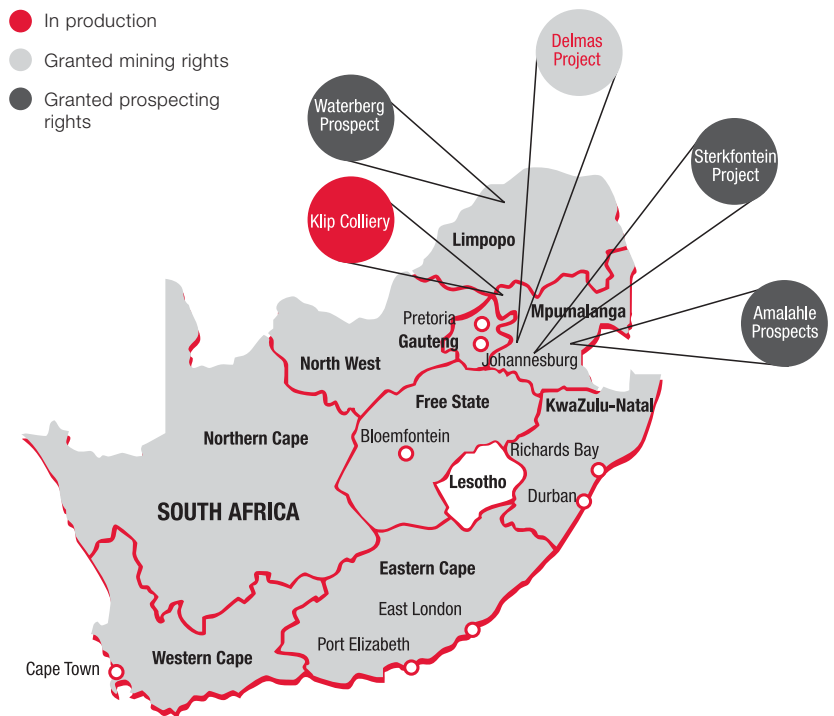 In production
Granted mining rights
Granted prospecting
rights
Delmas
Project
Waterberg
Prospect
Sterkfontein
Project
Klip Colliery
Limpopo
Amalahle
Prospects
Mpumalanga
Pretoria
Gauteng
Johannesburg
North West
Free State
KwaZulu-Natal
Northern Cape
Bloemfontein
Richards Bay
Lesotho
Durban
SOUTH AFRICA
Eastern Cape
East London
Port Elizabeth
Western Cape
Cape Town